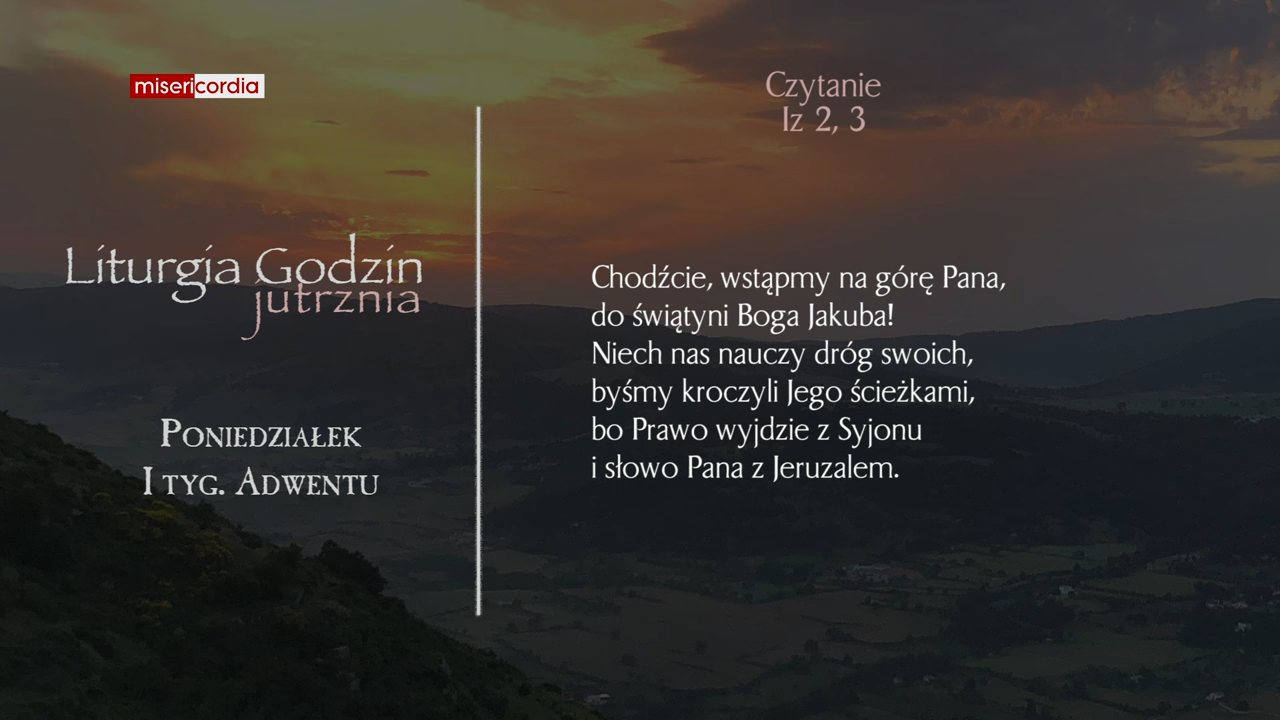 misericordia
Liturgia Godzin
jutrznia
Poniedziałek
I tyg. Adwentu
Czytanie
Iz 2, 3
Chodźcie, wstąpmy na górę Pana,
do świątyni Boga Jakuba!
Niech nas nauczy dróg swoich,
byśmy kroczyli Jego ścieżkami,
bo Prawo wyjdzie z Syjonu
i słowo Pana z Jeruzalem.